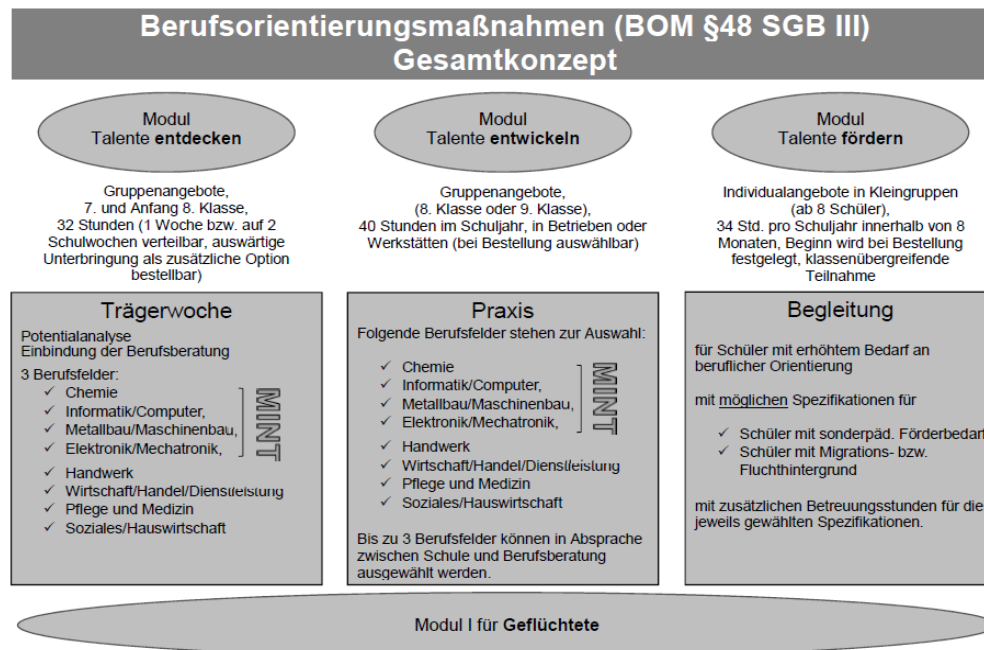 Berufsorientierungsmaßnahmen (BOM §48 SGB III)
Gesamtkonzept
Modul
Talente entdecken
Gruppenangebote,
7. und Anfang 8. Klasse,
32 Stunden (1 Woche bzw. auf 2
Schulwochen verteilbar, auswärtige
Unterbringung als zusätzliche Option
bestellbar)
Trägerwoche
Potentialanalyse
Einbindung der Berufsberatung
3 Berufsfelder:
✓ Chemie
✓ Informatik/Computer,
✓ Metallbau/Maschinenbau,
✓ Elektronik/Mechatronik,
MINT
✓ Handwerk
✓ Wirtschaft/Handel/Dienstleistung
✓ Pflege und Medizin
✓ Soziales/Hauswirtschaft
Modul
Talente entwickeln
Gruppenangebote,
(8. Klasse oder 9. Klasse),
40 Stunden im Schuljahr, in Betrieben oder
Werkstätten (bei Bestellung auswählbar)
Praxis
Folgende Berufsfelder stehen zur Auswahl:
✓ Chemie
✓ Informatik/Computer,
✓ Metallbau/Maschinenbau,
✓ Elektronik/Mechatronik,
MINT
✓ Handwerk
✓ Wirtschaft/Handel/Dienstleistung
✓ Pflege und Medizin
✓ Soziales/Hauswirtschaft
Bis zu 3 Berufsfelder können in Absprache
zwischen Schule und Berufsberatung
ausgewählt werden.
Modul
Talente fördern
Individualangebote in Kleingruppen
(ab 8 Schüler),
34 Std. pro Schuljahr innerhalb von 8
Monaten, Beginn wird bei Bestellung
festgelegt, klassenübergreifende
Teilnahme
Begleitung
für Schüler mit erhöhtem Bedarf an
beruflicher Orientierung
mit möglichen Spezifikationen für
✓ Schüler mit sonderpäd. Förderbedarf
✓ Schüler mit Migrations- bzw.
Fluchthintergrund
mit zusätzlichen Betreuungsstunden für die
jeweils gewählten Spezifikationen.
Modul I für Geflüchtete